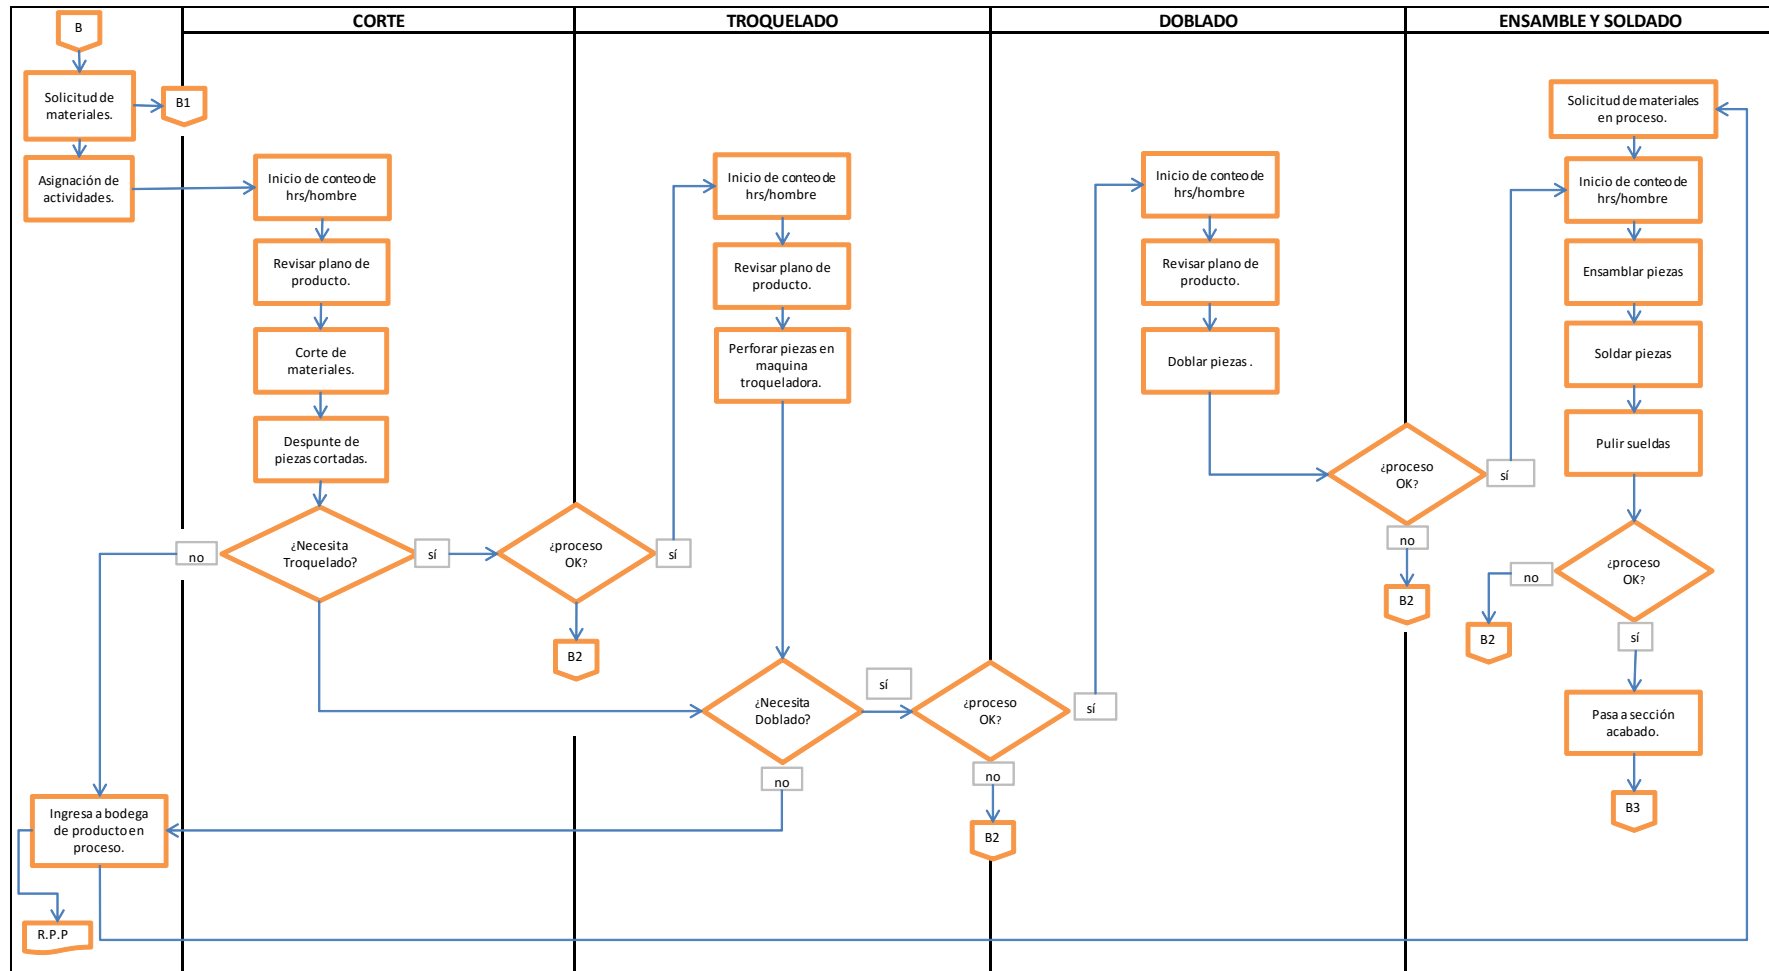 CORTE
TROQUELADO
DOBLADO
ENSAMBLE Y SOLDADO
B
Solicitud de
materiales.
B1
Asignación de
actividades.
Ingresa a bodega
de producto en
proceso.
R.P.P
Inicio de conteo de
hrs/hombre
Revisar plano de
producto.
Corte de
materiales.
Despunte de
piezas cortadas.
¿Necesita
Troquelado?
no
sí
¿proceso
OK?
sí
B2
Inicio de conteo de
hrs/hombre
Revisar plano de
producto.
Perforar piezas en
maquina
troqueladora.
¿Necesita
Doblado?
no
sí
¿proceso
OK?
sí
no
B2
Inicio de conteo de
hrs/hombre
Revisar plano de
producto.
Doblar piezas .
¿proceso
OK?
sí
no
B2
Solicitud de materiales
en proceso.
Inicio de conteo de
hrs/hombre
Ensamblar piezas
Soldar piezas
Pulir sueldas
¿proceso
OK?
no
B2
sí
Pasa a sección
acabado.
B3